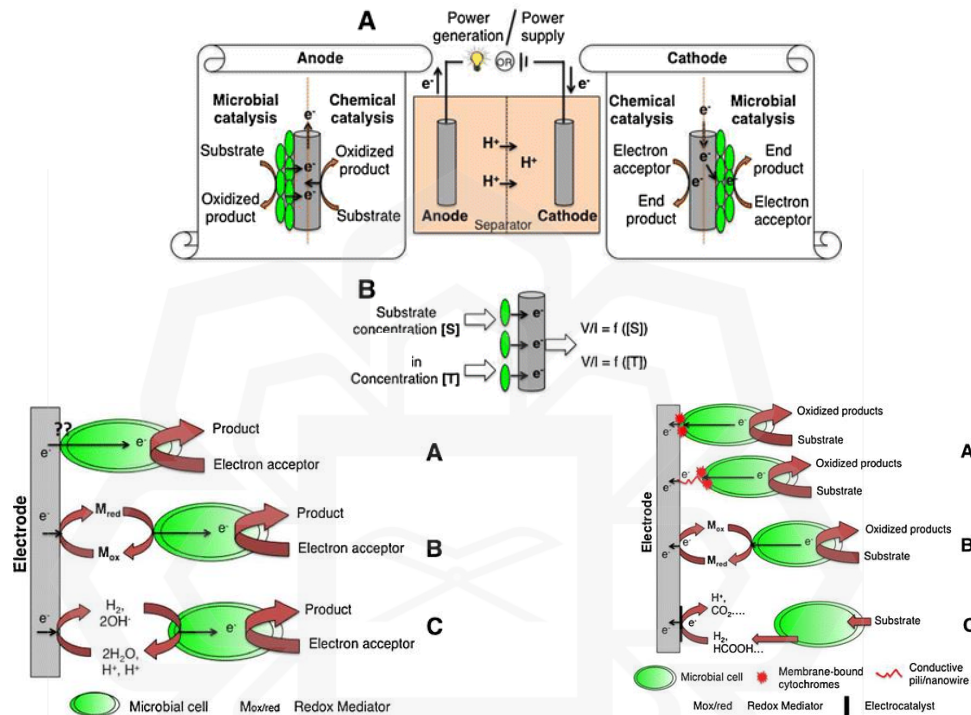 A
Power generation / Power supply
OR
e-
e-
Anode
Microbial catalysis
Chemical catalysis
e-
Substrate
Oxidized product
e-
e-
Oxidized product
Substrate
H+
H+
H+
Anode
Cathode
Separator
Cathode
Chemical catalysis
Microbial catalysis
e-
Electron acceptor
End product
e-
e-
e-
End product
Electron acceptor
B
Substrate concentration [S]
in Concentration [T]
e-
e-
e-
V/I = f ([S])
V/I = f ([T])
Electrode
??
e-
e-
Product
Electron acceptor
A
e-
Mred
Mox
e-
Product
Electron acceptor
B
e-
H2,
2OH-
2H2O,
H+, H+
e-
Product
Electron acceptor
C
Microbial cell
Mox/red Redox Mediator
Electrode
e-
e-
Oxidized products
Substrate
A
e-
e-
e-
Oxidized products
Substrate
e-
e-
Mox
Mred
e-
Oxidized products
Substrate
B
e-
e-
H+,
CO2....
H2,
HCOOH...
Substrate
C
Microbial cell
Membrane-bound cytochromes
Conductive pili/nanowire
Mox/red Redox Mediator
Electrocatalyst